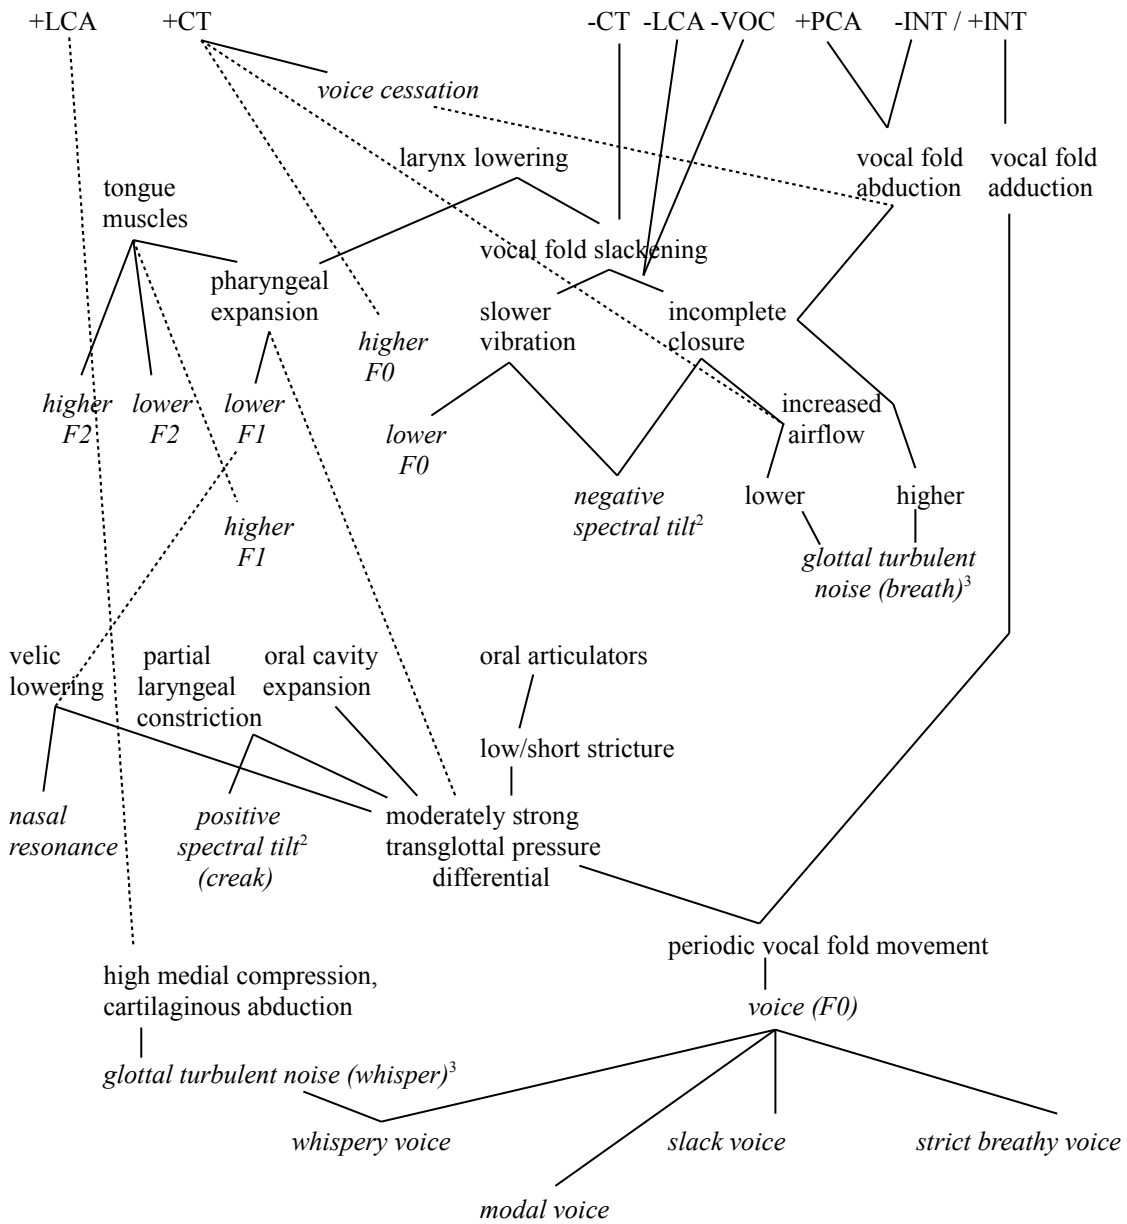 +LCA +CT -CT -LCA -VOC +PCA -INT / +INT
voice cessation
larynx lowering
vocal fold
abduction
vocal fold
adduction
tongue
muscles
vocal fold slackening
pharyngeal
expansion
slower
vibration
incomplete
closure
higher
F0
higher
F2
lower
F2
lower
F1
increased
airflow
lower
F0
negative
spectral tilt²
lower
higher
higher
F1
glottal turbulent
noise (breath)³
velic
lowering
partial
laryngeal
constriction
oral cavity
expansion
oral articulators
low/short stricture
nasal
resonance
positive
spectral tilt²
(creak)
moderately strong
transglottal pressure
differential
periodic vocal fold movement
high medial compression,
cartilaginous abduction
voice (F0)
glottal turbulent noise (whisper)³
whispery voice
slack voice
strict breathy voice
modal voice